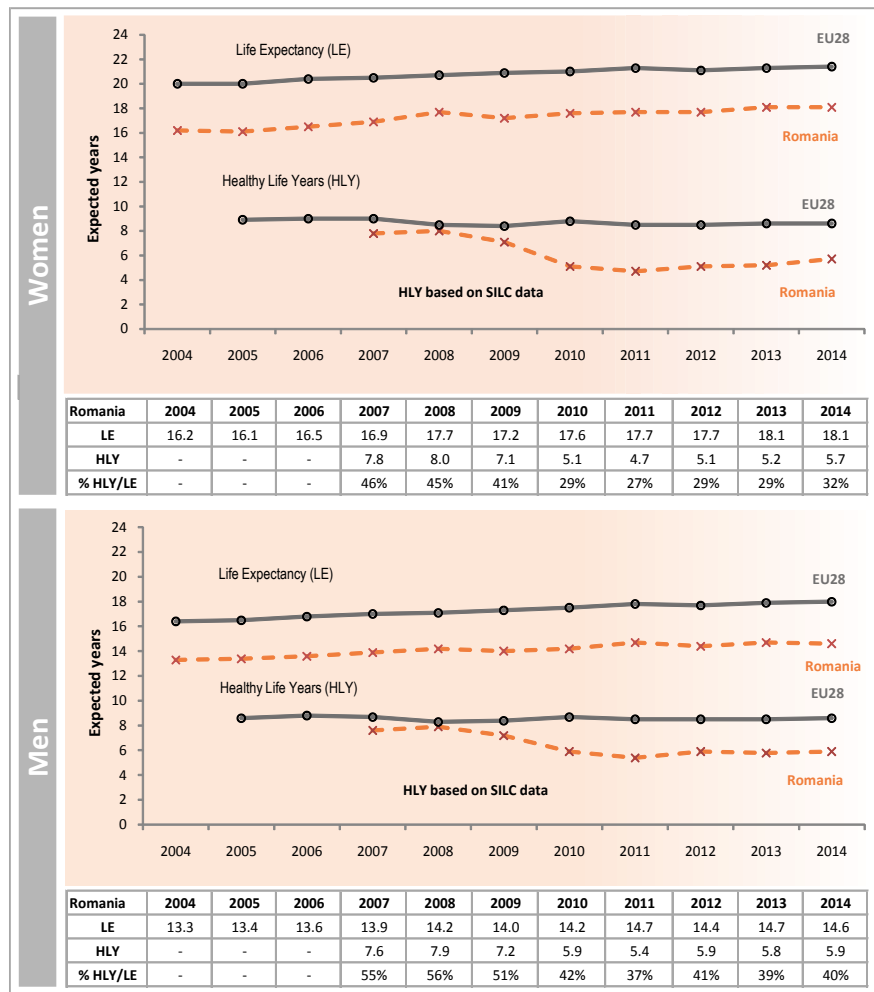 Women
24
22
20
18
16
14
12
10
8
6
4
2
0
Expected years
Life Expectancy (LE)
EU28
Romania
Healthy Life Years (HLY)
EU28
Romania
HLY based on SILC data
2004 2005 2006 2007 2008 2009 2010 2011 2012 2013 2014
Romania 2004 2005 2006 2007 2008 2009 2010 2011 2012 2013 2014
LE 16.2 16.1 16.5 16.9 17.7 17.2 17.6 17.7 17.7 18.1 18.1
HLY - - - 7.8 8.0 7.1 5.1 4.7 5.1 5.2 5.7
% HLY/LE - - - 46% 45% 41% 29% 27% 29% 29% 32%
Men
24
22
20
18
16
14
12
10
8
6
4
2
0
Expected years
Life Expectancy (LE)
EU28
Romania
Healthy Life Years (HLY)
EU28
Romania
HLY based on SILC data
2004 2005 2006 2007 2008 2009 2010 2011 2012 2013 2014
Romania 2004 2005 2006 2007 2008 2009 2010 2011 2012 2013 2014
LE 13.3 13.4 13.6 13.9 14.2 14.0 14.2 14.7 14.4 14.7 14.6
HLY - - - 7.6 7.9 7.2 5.9 5.4 5.9 5.8 5.9
% HLY/LE - - - 55% 56% 51% 42% 37% 41% 39% 40%